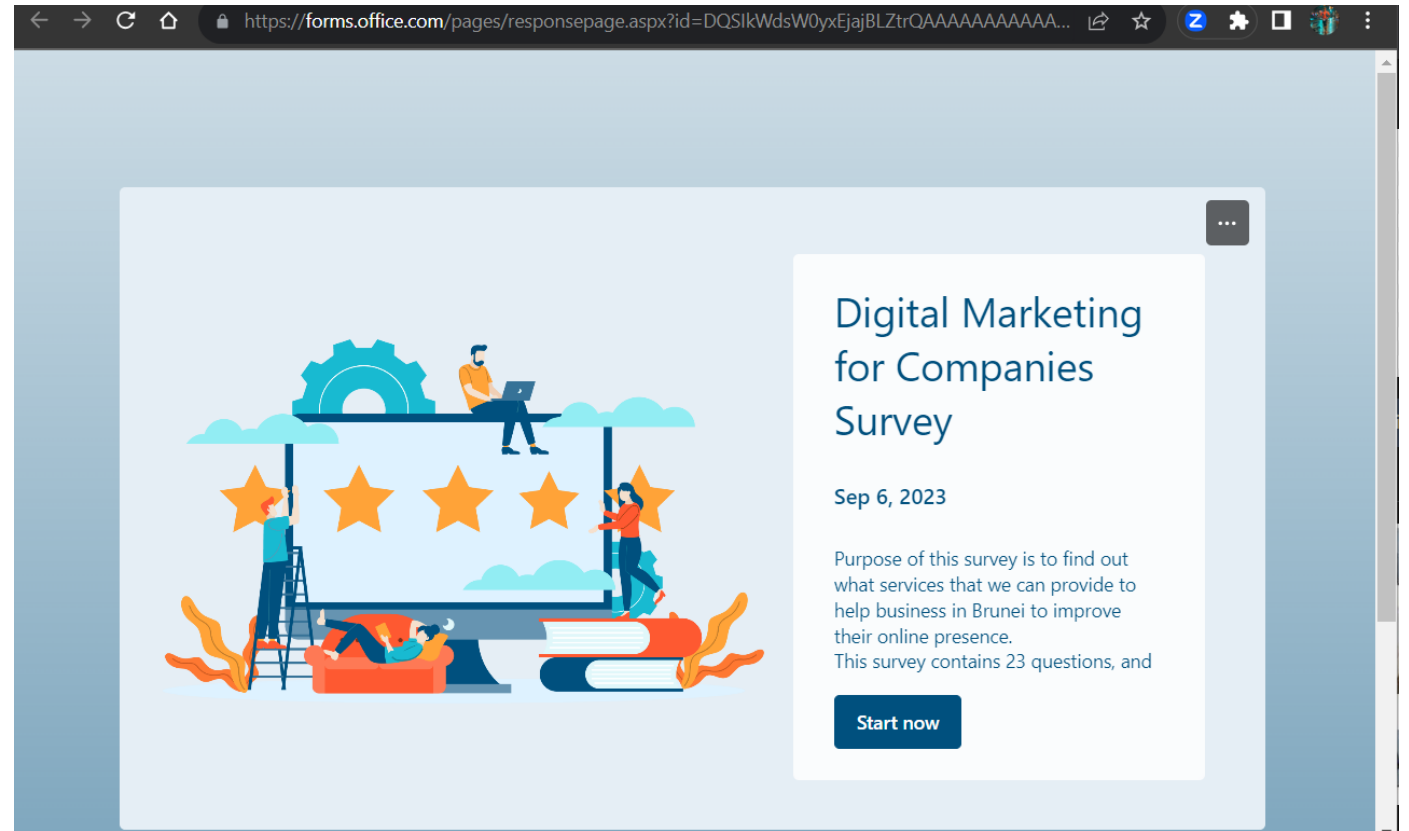 https://forms.office.com/pages/responsepage.aspx?id=DQSIkWdsW0yxEjajBLZtrQAAAAAAAAAAAA...
Z
Digital Marketing
for Companies
Survey
Sep 6, 2023
Purpose of this survey is to find out
what services that we can provide to
help business in Brunei to improve
their online presence.
This survey contains 23 questions, and
Start now